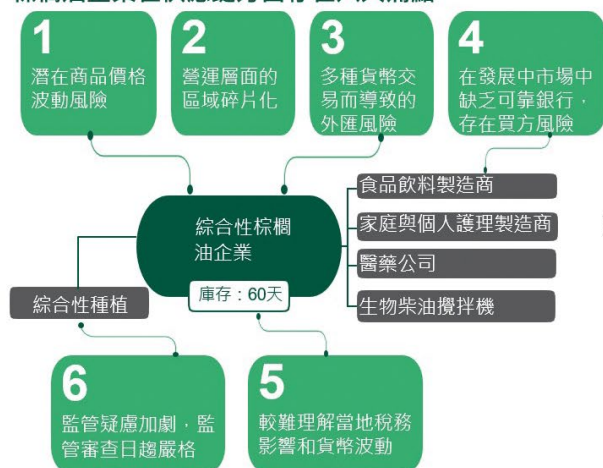 1
潛在商品價格
波動風險
2
營運層面的
區域碎片化
3
多種貨幣交
易而導致的
外匯風險
4
在發展中市場中
缺乏可靠銀行，
存在買方風險
綜合性棕櫚
油企業
庫存：60天
食品飲料製造商
家庭與個人護理製造商
醫藥公司
生物柴油攪拌機
綜合性種植
6
監管疑慮加劇，監
管審查日趨嚴格
5
較難理解當地稅務
影響和貨幣波動